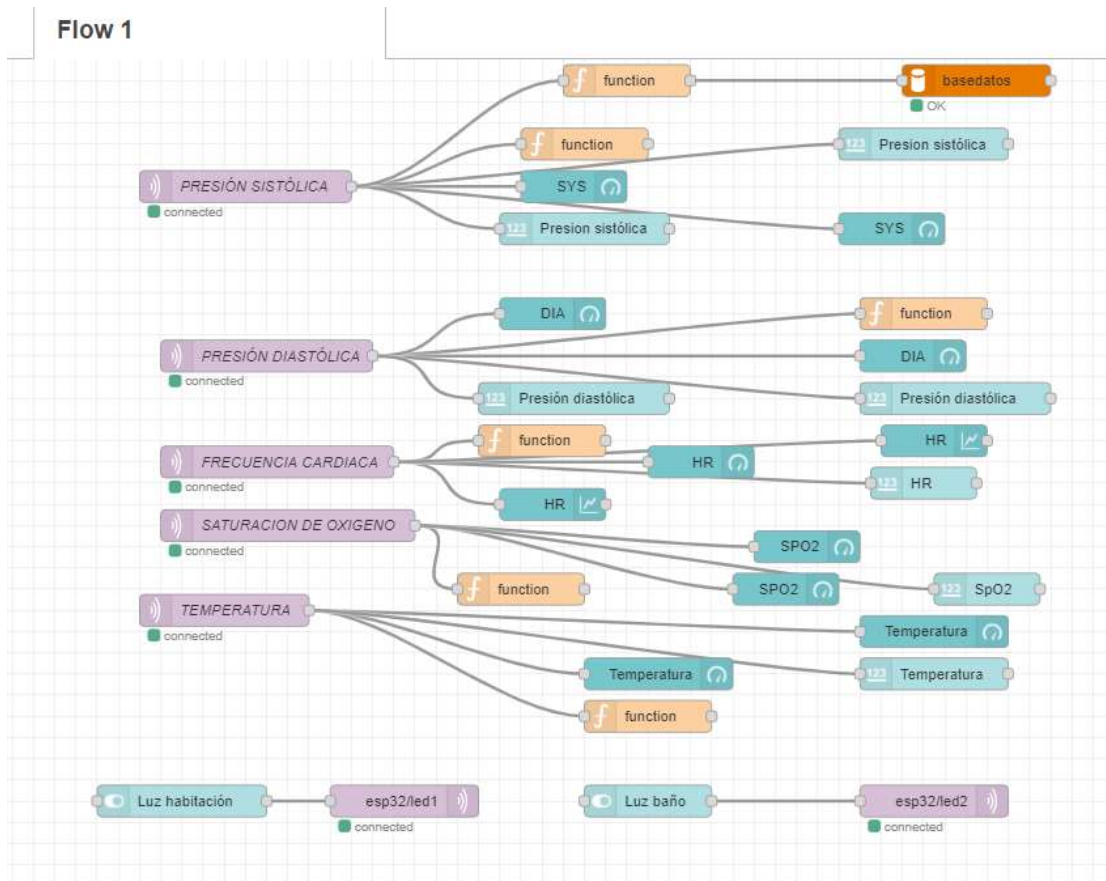 Flow 1
function
basedatos
OK
function
Presion sistólica
PRESIÓN SISTÓLICA
connected
SYS
Presion sistólica
SYS
DIA
function
PRESIÓN DIASTÓLICA
connected
DIA
Presión diastólica
Presión diastólica
function
HR
FRECUENCIA CARDIACA
connected
HR
HR
HR
SATURACION DE OXIGENO
connected
SPO2
function
SPO2
SpO2
TEMPERATURA
connected
Temperatura
Temperatura
Temperatura
function
Luz habitación
esp32/led1
connected
Luz baño
esp32/led2
connected